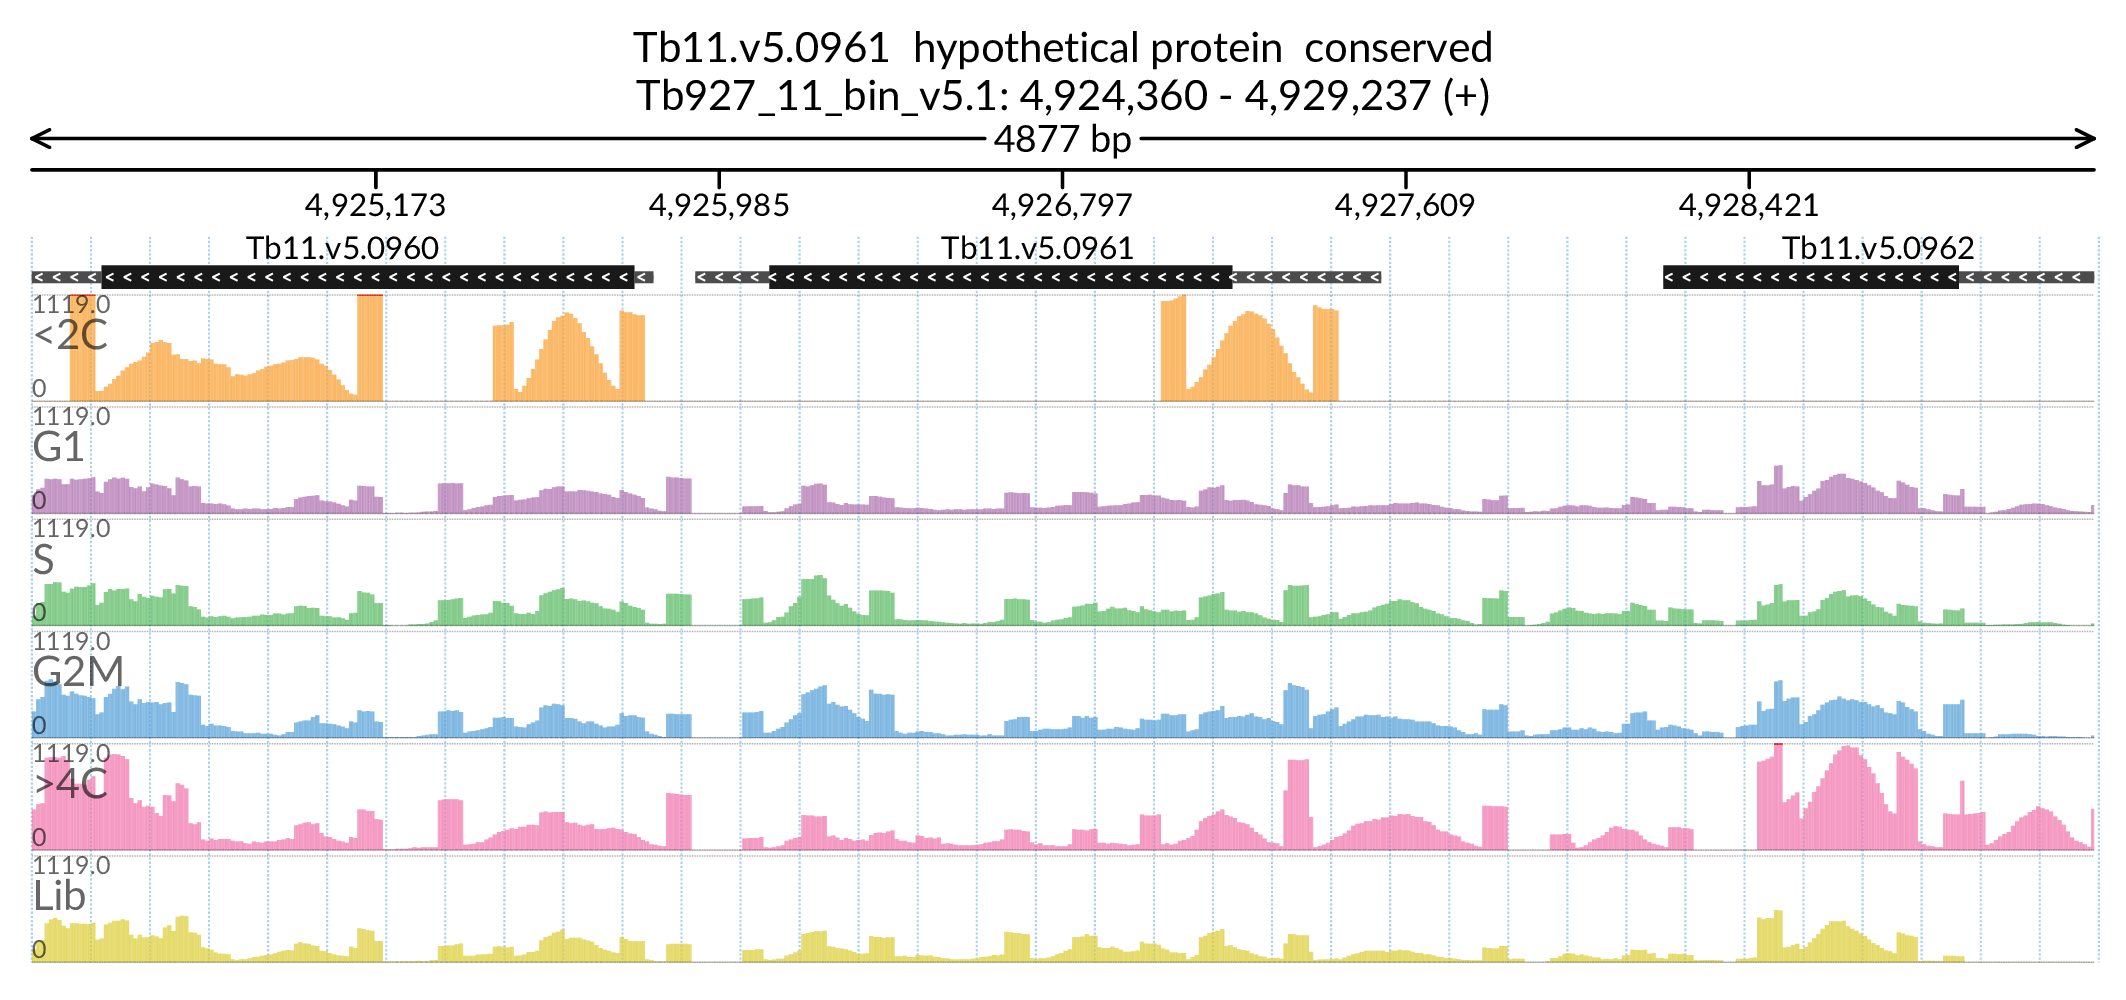 Tb11.v5.0961 hypothetical protein conserved
Tb927_11_bin_v5.1: 4,924,360 - 4,929,237 (+)
4877 bp
4,925,173 4,925,985 4,926,797 4,927,609 4,928,421
Tb11.v5.0960 Tb11.v5.0961 Tb11.v5.0962
1119.0
<2C
0
1119.0
G1
0
1119.0
S
0
1119.0
G2M
0
1119.0
>4C
0
1119.0
Lib
0